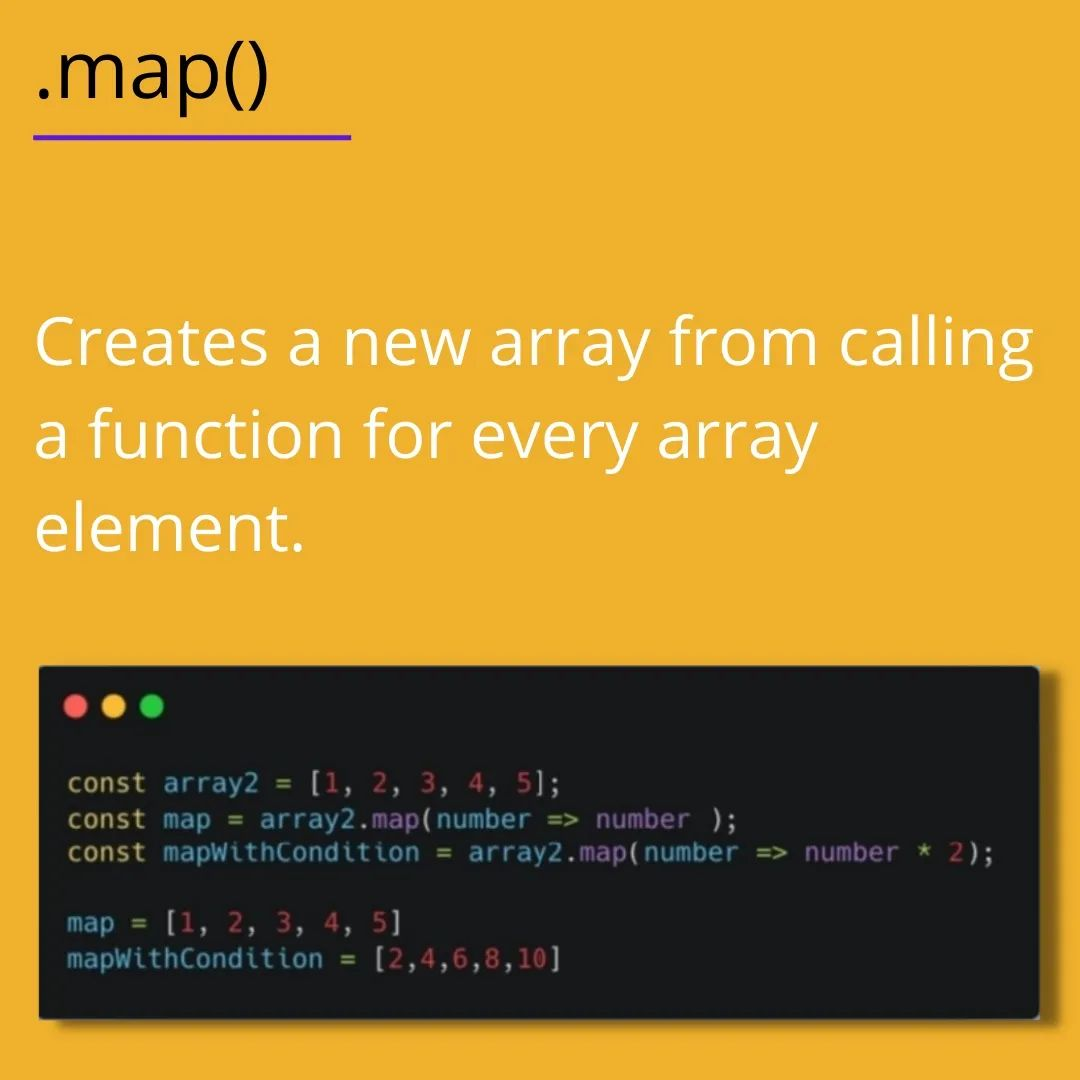 .map()
Creates a new array from calling
a function for every array
element.
const array2 = [1, 2, 3, 4, 5];
const map = array2.map(number => number );
const mapWithCondition = array2.map(number => number * 2);
map = [1, 2, 3, 4, 5]
mapWithCondition = [2,4,6,8,10]